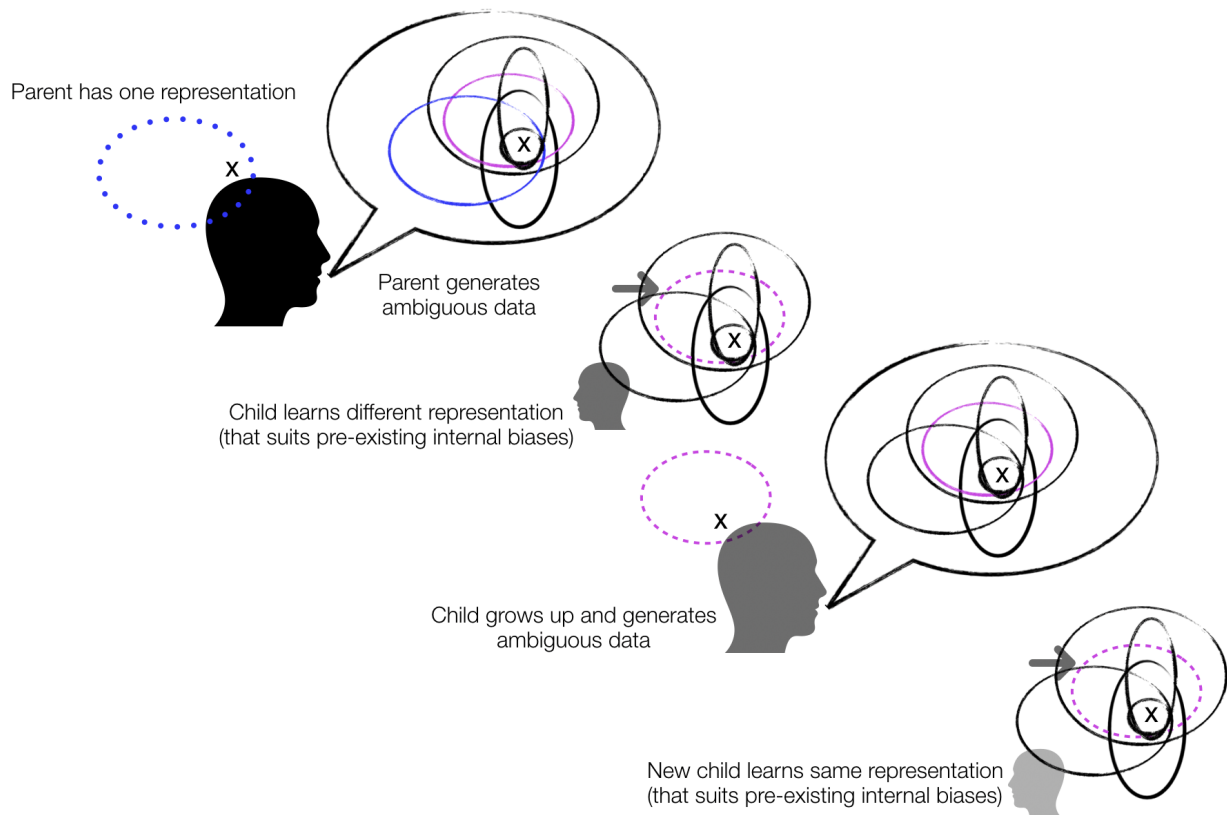 Parent has one representation
x
x
Parent generates
ambiguous data
x
Child learns different representation
(that suits pre-existing internal biases)
x
x
Child grows up and generates
ambiguous data
x
New child learns same representation
(that suits pre-existing internal biases)